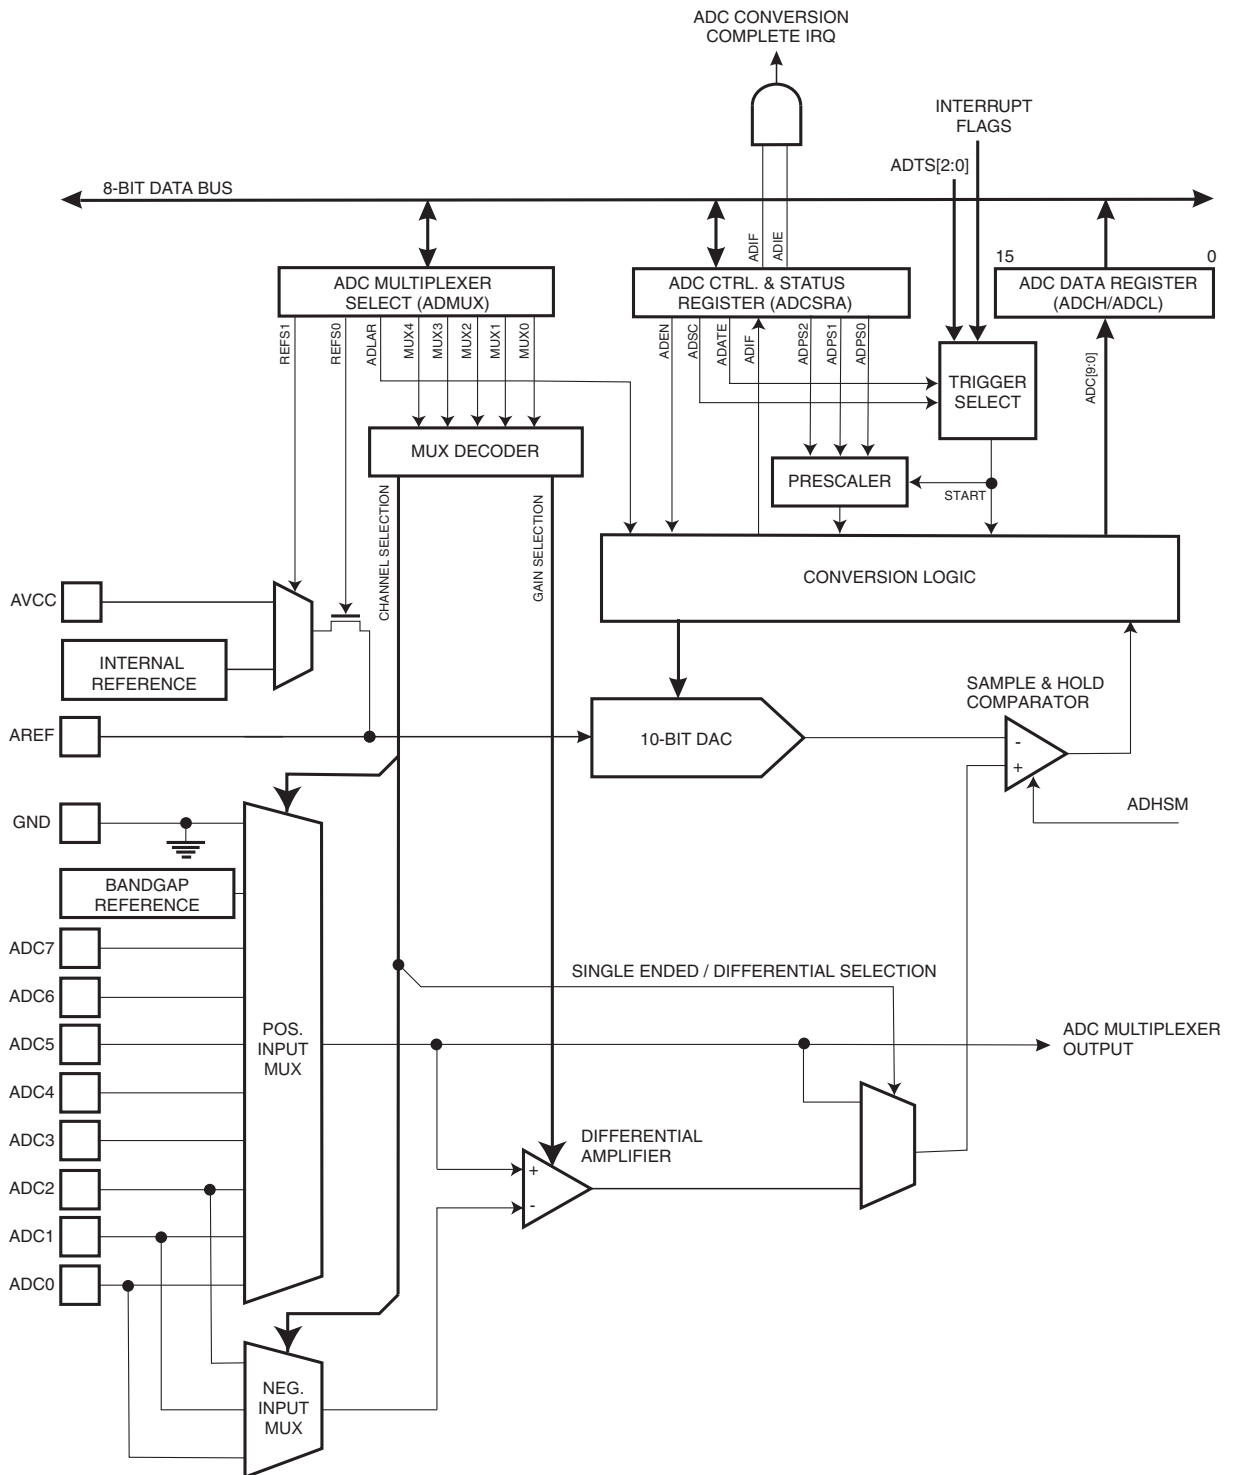 ADC CONVERSION
COMPLETE IRQ
INTERRUPT
FLAGS
ADTS[2:0]
8-BIT DATA BUS
ADIF
ADIE
15
0
ADC MULTIPLEXER
SELECT (ADMUX)
ADC CTRL. & STATUS
REGISTER (ADCSRA)
ADC DATA REGISTER
(ADCH/ADCL)
REFS1
REFS0
ADLAR
MUX4
MUX3
MUX2
MUX1
MUX0
ADEN
ADSC
ADATE
ADIF
ADPS2
ADPS1
ADPS0
ADC[9:0]
TRIGGER
SELECT
MUX DECODER
PRESCALER
START
CHANNEL SELECTION
GAIN SELECTION
CONVERSION LOGIC
AVCC
INTERNAL
REFERENCE
SAMPLE & HOLD
COMPARATOR
AREF
10-BIT DAC
-
+
ADHSM
GND
BANDGAP
REFERENCE
ADC7
SINGLE ENDED / DIFFERENTIAL SELECTION
ADC6
ADC5
POS.
INPUT
MUX
ADC MULTIPLEXER
OUTPUT
ADC4
ADC3
DIFFERENTIAL
AMPLIFIER
+
-
ADC2
ADC1
ADC0
NEG.
INPUT
MUX